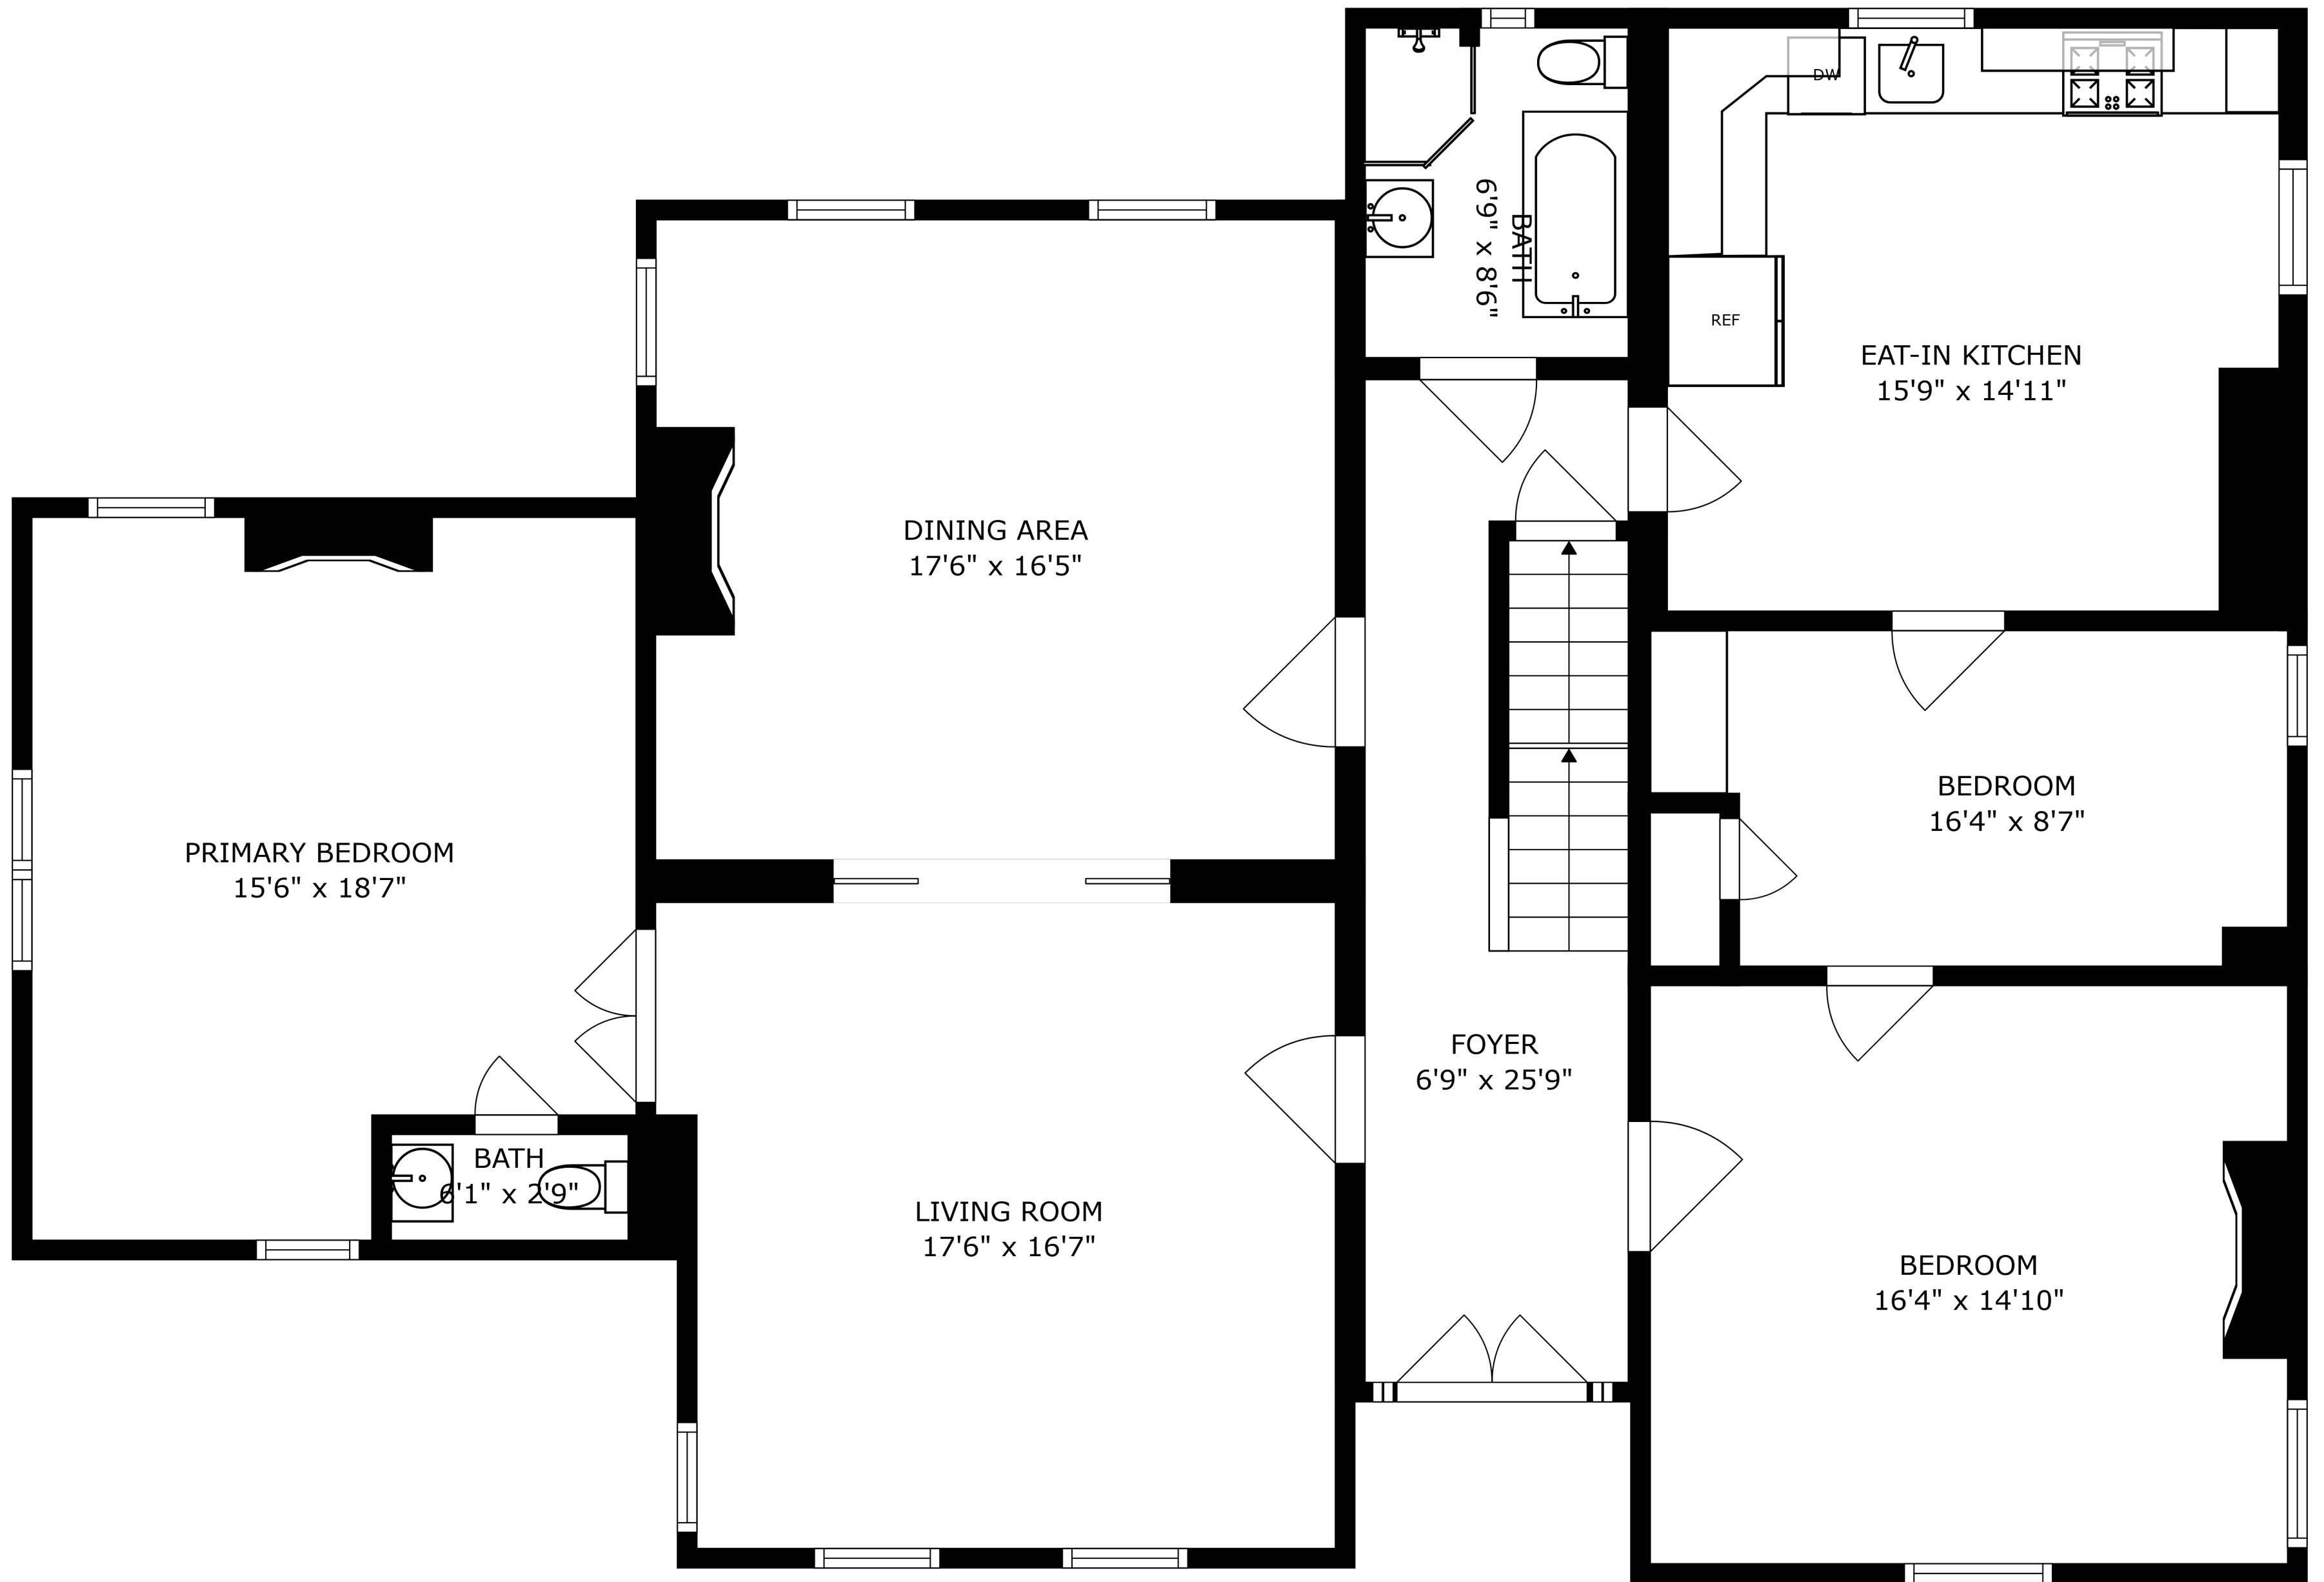 DW
BATH
6'9" x 8'6"
REF
EAT-IN KITCHEN
15'9" x 14'11"
DINING AREA
17'6" x 16'5"
BEDROOM
16'4" x 8'7"
PRIMARY BEDROOM
15'6" x 18'7"
FOYER
6'9" x 25'9"
BATH
6'1" x 2'9"
LIVING ROOM
17'6" x 16'7"
BEDROOM
16'4" x 14'10"